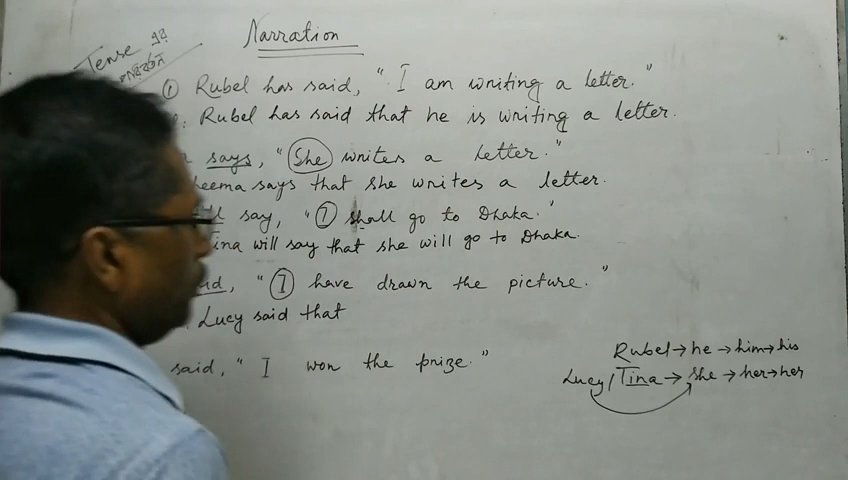 Narration
Tense এর
পরিবর্তন
① Rubel has said, "I am writing a letter."
Rubel has said that he is writing a letter.
says, "She writes a letter."
eema says that she writes a letter.
say, "I shall go to Dhaka."
ina will say that she will go to Dhaka.
"I have drawn the picture."
Lucy said that
said, "I won the prize."
Rubel → he → him → his
Lucy/Tina → She → her → her